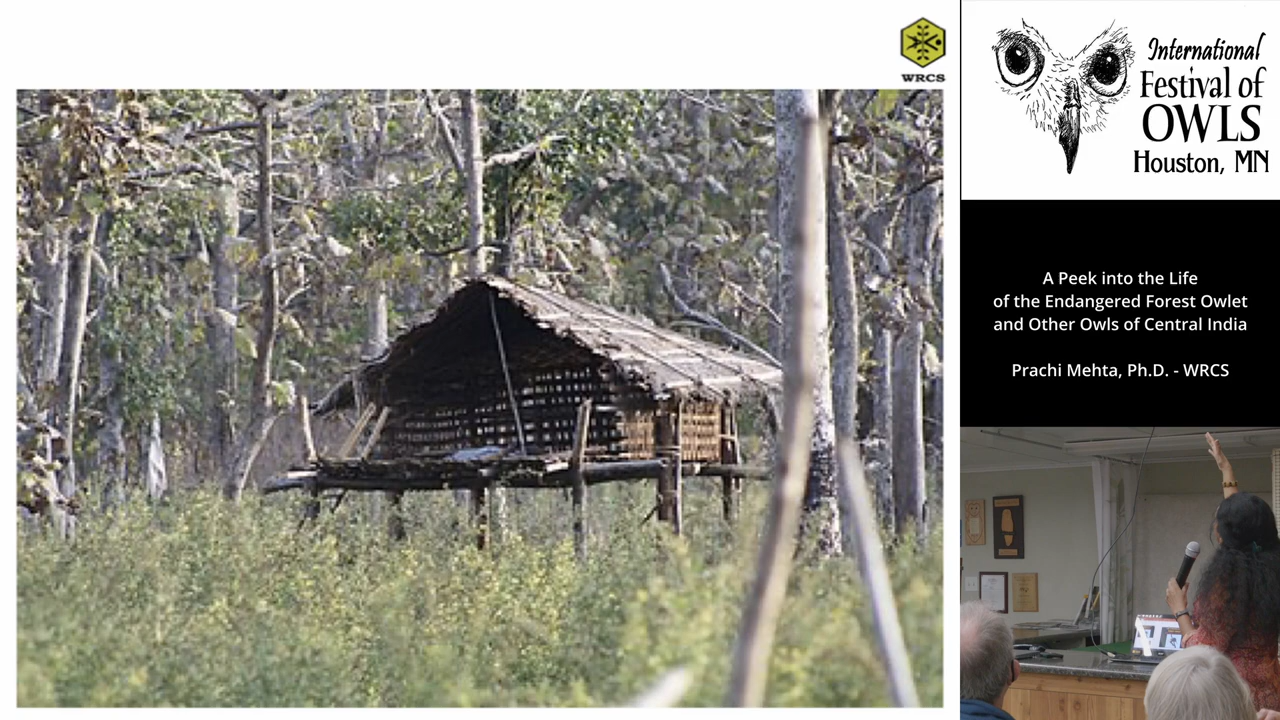 WRCS
International
Festival of
OWLS
Houston, MN
A Peek into the Life
of the Endangered Forest Owlet
and Other Owls of Central India
Prachi Mehta, Ph.D. - WRCS